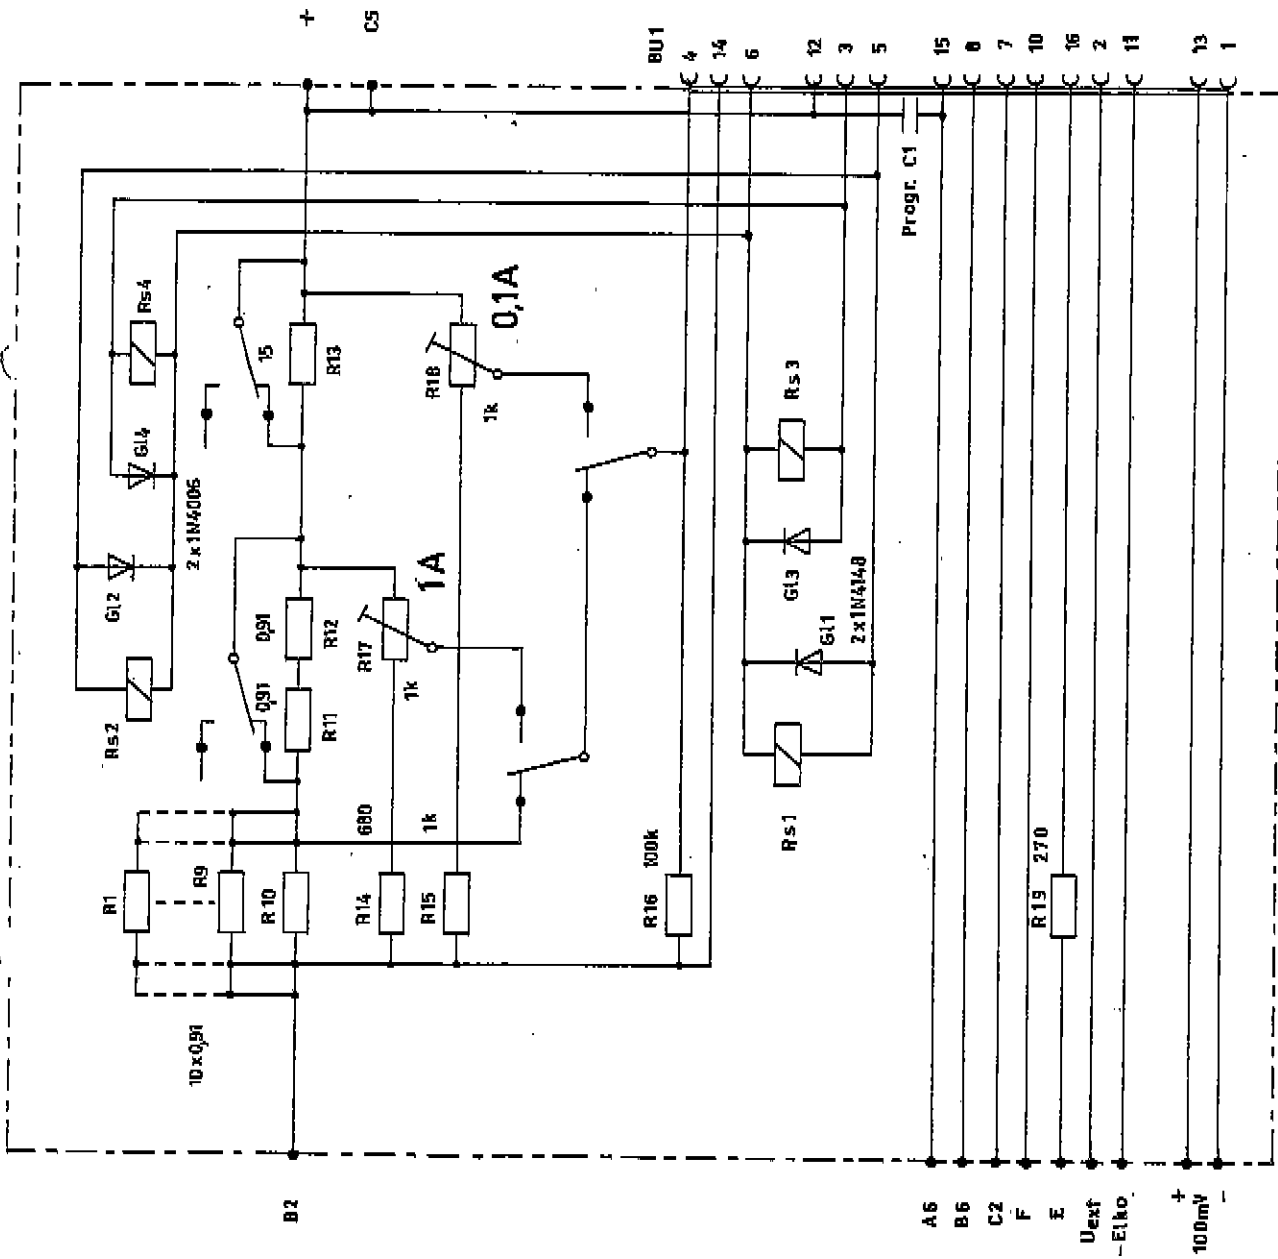 +
C5
BU1
4
14
6
12
3
5
15
8
7
10
16
2
11
13
1
Progr. C1
Rs4
Gl4
2x1N4006
Gl2
Rs2
15
R13
R18
1k
0,1A
0,91
R12
0,91
R11
R17
1k
1A
Rs3
Gl3
Gl1
2x1N4148
Rs1
R1
R9
R10
10x0,91
680
R14
1k
R15
100k
R16
270
R19
B2
A6
B6
C2
F
E
Uext
-Elko
+
100mV
-